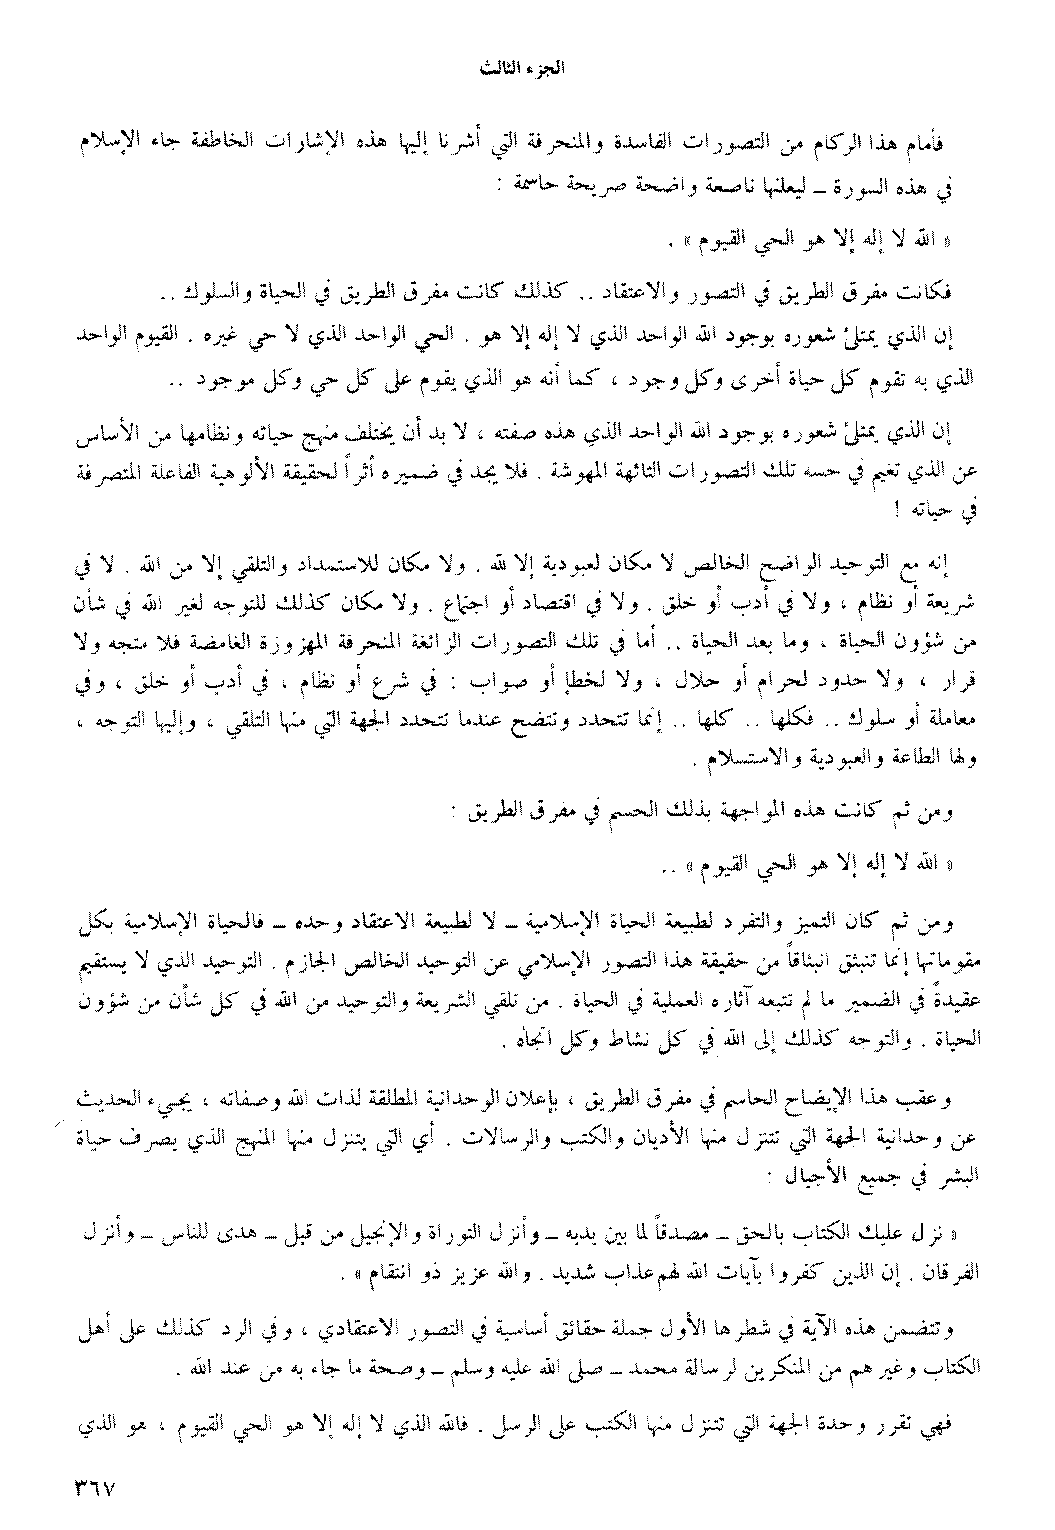 الجزء الثالث
فأمام هذا الركام من التصورات الفاسدة والمنحرفة التي أشرنا إليها هذه الإشارات الخاطفة جاء الإسلام
في هذه السورة – ليعلنها ناصعة واضحة صريحة حاسمة :
« الله لا إله إلا هو الحي القيوم » .
فكانت مفرق الطريق في التصور والاعتقاد .. كذلك كانت مفرق الطريق في الحياة والسلوك ..
إن الذي يمتلئ شعوره بوجود الله الواحد الذي لا إله إلا هو . الحي الواحد الذي لا حي غيره . القيوم الواحد
الذي به تقوم كل حياة أخرى وكل وجود ، كما أنه هو الذي يقوم على كل حي وكل موجود ..
إن الذي يمتلئ شعوره بوجود الله الواحد الذي هذه صفته ، لا بد أن يختلف منهج حياته ونظامها من الأساس
عن الذي تغيم في حسه تلك التصورات التائهة المهوشة . فلا يجد في ضميره أثراً لحقيقة الألوهية الفاعلة المتصرفة
في حياته !
إنه مع التوحيد الواضح الخالص لا مكان لعبودية إلا لله . ولا مكان للاستمداد والتلقي إلا من الله . لا في
شريعة أو نظام ، ولا في أدب أو خلق . ولا في اقتصاد أو اجتماع . ولا مكان كذلك للتوجه لغير الله في شأن
من شؤون الحياة ، وما بعد الحياة .. أما في تلك التصورات الزائغة المنحرفة المهزوزة الغامضة فلا متجه ولا
قرار ، ولا حدود لحرام أو حلال ، ولا لخطإ أو صواب : في شرع أو نظام ، في أدب أو خلق ، وفي
معاملة أو سلوك .. فكلها .. كلها .. إنما تتحدد وتتضح عندما تتحدد الجهة التي منها التلقي ، وإليها التوجه ،
ولها الطاعة والعبودية والاستسلام .
ومن ثم كانت هذه المواجهة بذلك الحسم في مفرق الطريق :
« الله لا إله إلا هو الحي القيوم » ..
ومن ثم كان التميز والتفرد لطبيعة الحياة الإسلامية – لا لطبيعة الاعتقاد وحده – فالحياة الإسلامية بكل
مقوماتها إنما تنبثق انبثاقاً من حقيقة هذا التصور الإسلامي عن التوحيد الخالص الجازم . التوحيد الذي لا يستقيم
عقيدةً في الضمير ما لم تتبعه آثاره العملية في الحياة . من تلقي الشريعة والتوحيد من الله في كل شأن من شؤون
الحياة . والتوجه كذلك إلى الله في كل نشاط وكل اتجاه .
وعقب هذا الإيضاح الحاسم في مفرق الطريق ، بإعلان الوحدانية المطلقة لذات الله وصفاته ، يجيء الحديث
عن وحدانية الجهة التي تتنزل منها الأديان والكتب والرسالات . أي التي يتنزل منها المنهج الذي يصرف حياة
البشر في جميع الأجيال :
« نزل عليك الكتاب بالحق – مصدقاً لما بين يديه – وأنزل التوراة والإنجيل من قبل – هدى للناس – وأنزل
الفرقان . إن الذين كفروا بآيات الله لهم عذاب شديد . والله عزيز ذو انتقام » .
وتتضمن هذه الآية في شطرها الأول جملة حقائق أساسية في التصور الاعتقادي ، وفي الرد كذلك على أهل
الكتاب وغيرهم من المنكرين لرسالة محمد – صلى الله عليه وسلم – وصحة ما جاء به من عند الله .
فهي تقرر وحدة الجهة التي تتنزل منها الكتب على الرسل . فالله الذي لا إله إلا هو الحي القيوم ، هو الذي
٣٦٧